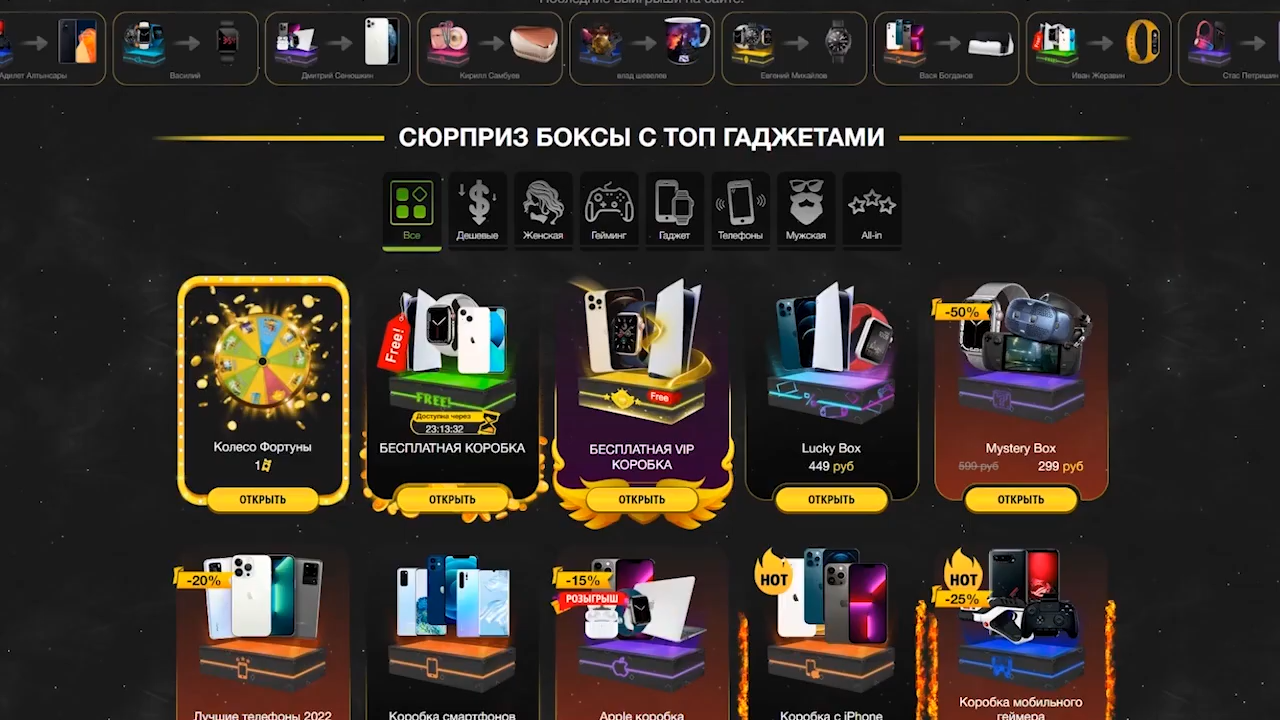 Последние выигрыши на сайте:
Адилет Алтынсары
Василий
Дмитрий Сенюшкин
Кирилл Самбуев
влад шевелев
Евгений Михайлов
Вася Богданов
Иван Жеравин
Стас Петришин
СЮРПРИЗ БОКСЫ С ТОП ГАДЖЕТАМИ
Все
Дешевые
Женская
Гейминг
Гаджет
Телефоны
Мужская
All-in
Колесо Фортуны
1
ОТКРЫТЬ
Free!
FREE!
Доступна через
23:13:32
БЕСПЛАТНАЯ КОРОБКА
ОТКРЫТЬ
Free
БЕСПЛАТНАЯ VIP
КОРОБКА
ОТКРЫТЬ
Lucky Box
449 руб
ОТКРЫТЬ
-50%
Mystery Box
599 руб 299 руб
ОТКРЫТЬ
-20%
Лучшие телефоны 2022
Коробка смартфонов
-15%
РОЗЫГРЫШ
Apple коробка
HOT
Коробка с iPhone
HOT
-25%
Коробка мобильного
геймера